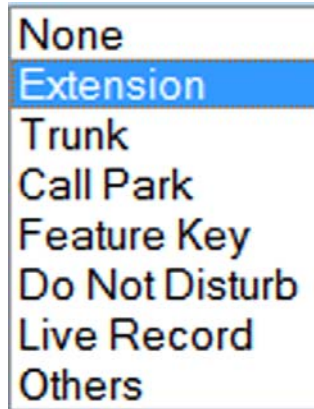 None
Extension
Trunk
Call Park
Feature Key
Do Not Disturb
Live Record
Others